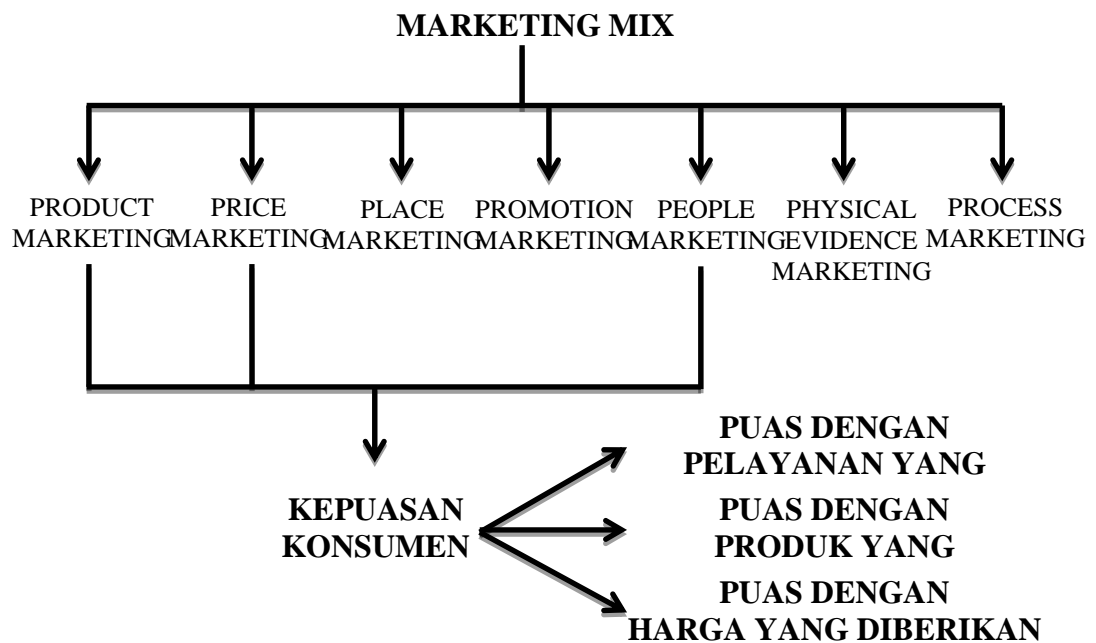 MARKETING MIX
PRODUCT
MARKETING
PRICE
MARKETING
PLACE
MARKETING
PROMOTION
MARKETING
PEOPLE
MARKETING
PHYSICAL
EVIDENCE
MARKETING
PROCESS
MARKETING
KEPUASAN
KONSUMEN
PUAS DENGAN
PELAYANAN YANG
PUAS DENGAN
PRODUK YANG
PUAS DENGAN
HARGA YANG DIBERIKAN